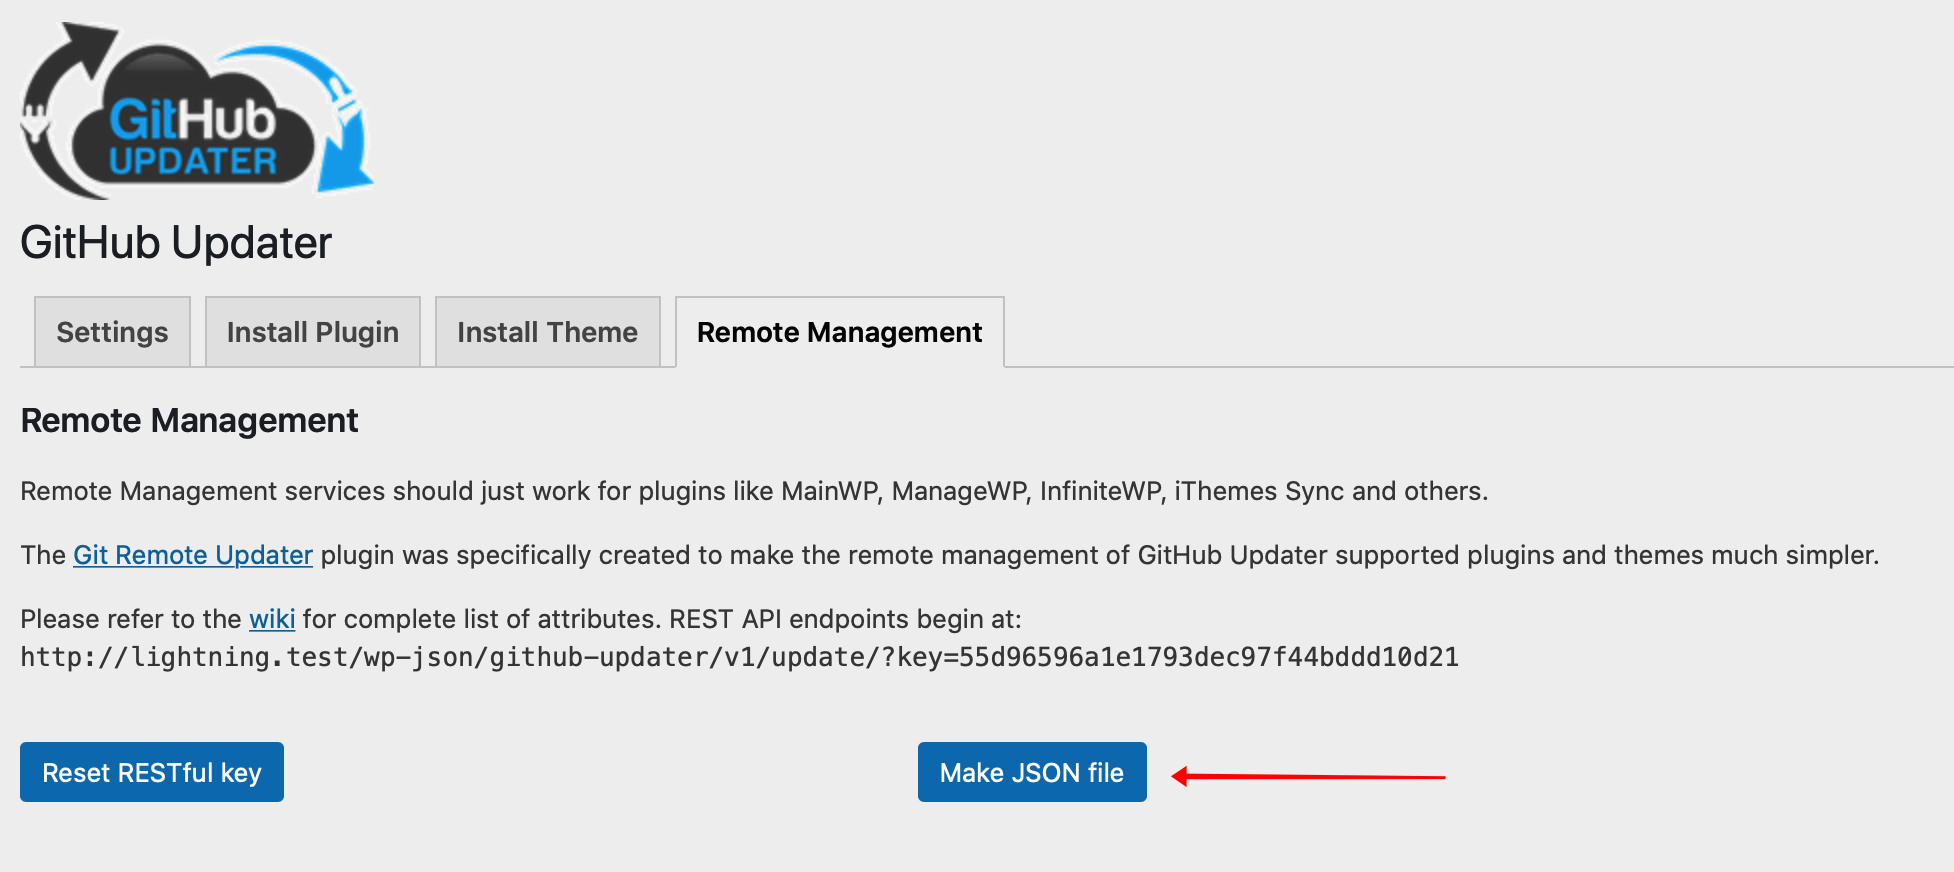 GitHub
UPDATER
GitHub Updater
Settings
Install Plugin
Install Theme
Remote Management
Remote Management
Remote Management services should just work for plugins like MainWP, ManageWP, InfiniteWP, iThemes Sync and others.
The Git Remote Updater plugin was specifically created to make the remote management of GitHub Updater supported plugins and themes much simpler.
Please refer to the wiki for complete list of attributes. REST API endpoints begin at:
http://lightning.test/wp-json/github-updater/v1/update/?key=55d96596a1e1793dec97f44bddd10d21
Reset RESTful key
Make JSON file